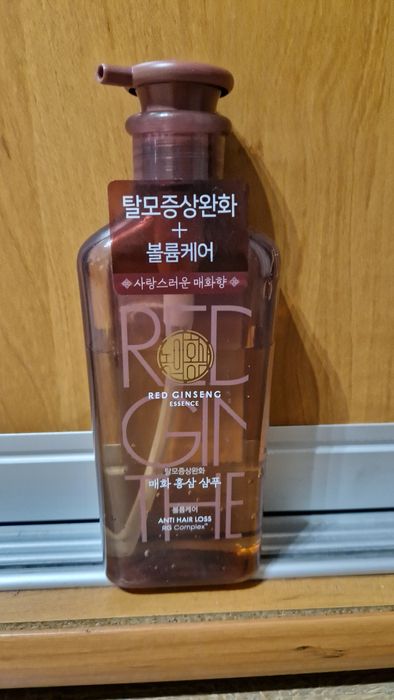 탈모증상완화
+
볼륨케어
사랑스러운 매화향
RED
RED GINSENG
ESSENCE
GIN
탈모증상완화
매화 홍삼 샴푸
THE
볼륨케어
ANTI HAIR LOSS
RG Complex™